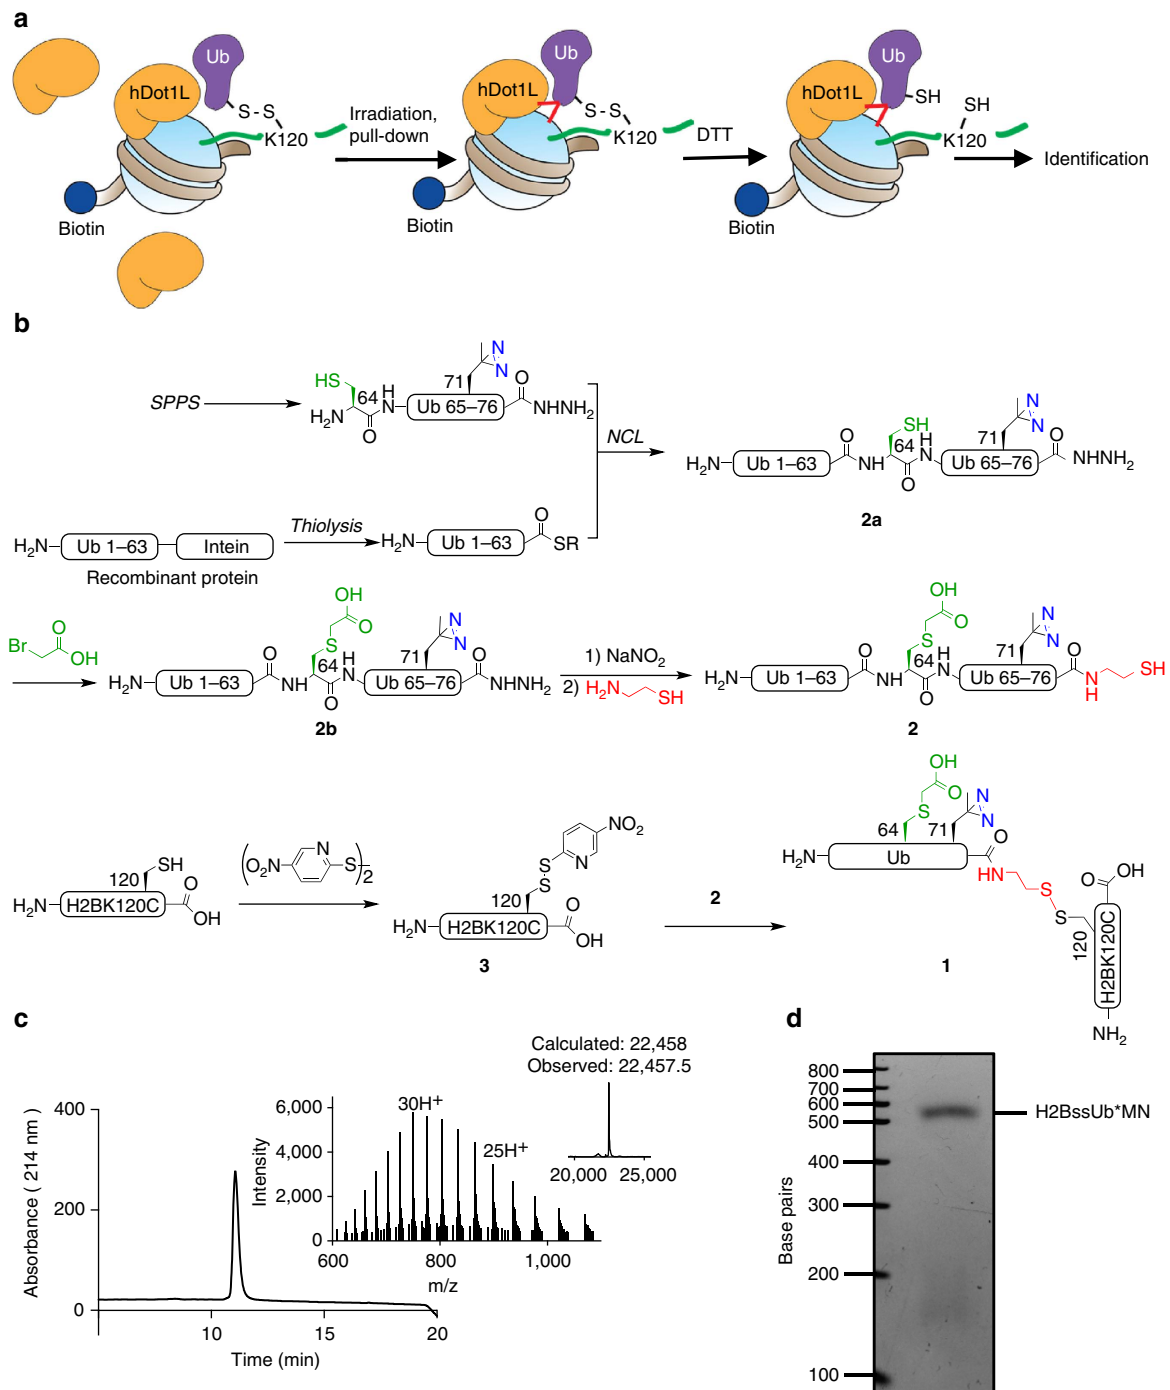 a
Ub
hDot1L
S-S
K120
Biotin
Irradiation,
pull-down
Ub
hDot1L
S-S
K120
Biotin
DTT
Ub
hDot1L
SH
SH
K120
Biotin
Identification
b
SPPS
HS
64
H
N
H₂N
O
71
N
N
Ub 65–76
O
NHNH₂
NCL
H₂N
Ub 1–63
Intein
Recombinant protein
Thiolysis
H₂N
Ub 1–63
O
SR
H₂N
Ub 1–63
O
NH
SH
64
O
H
N
71
N
N
Ub 65–76
O
NHNH₂
2a
Br
O
OH
H₂N
Ub 1–63
O
NH
OH
O
S
64
O
H
N
71
N
N
Ub 65–76
O
NHNH₂
2b
1) NaNO₂
2) H₂N
SH
H₂N
Ub 1–63
O
NH
OH
O
S
64
O
H
N
71
N
N
Ub 65–76
O
N
H
SH
2
120
SH
H₂N
H2BK120C
O
OH
(O₂N
N
S)₂
NO₂
N
S
S
120
H₂N
H2BK120C
O
OH
3
2
OH
O
S
64
71
N
N
H₂N
Ub
O
HN
S
S
120
O
OH
H2BK120C
NH₂
1
c
Absorbance ( 214 nm )
400
200
0
10
15
20
Time (min)
Intensity
6,000
4,000
2,000
0
600
800
1,000
m/z
30H⁺
25H⁺
Calculated: 22,458
Observed: 22,457.5
20,000
25,000
d
Base pairs
800
700
600
500
400
300
200
100
H2BssUb*MN